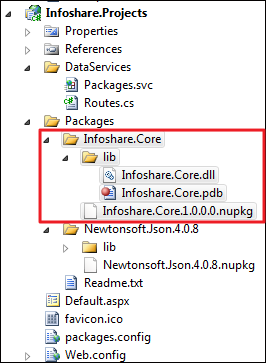 Infoshare.Projects
Properties
References
DataServices
Packages.svc
Routes.cs
Packages
Infoshare.Core
lib
Infoshare.Core.dll
Infoshare.Core.pdb
Infoshare.Core.1.0.0.0.nupkg
Newtonsoft.Json.4.0.8
lib
Newtonsoft.Json.4.0.8.nupkg
Readme.txt
Default.aspx
favicon.ico
packages.config
Web.config